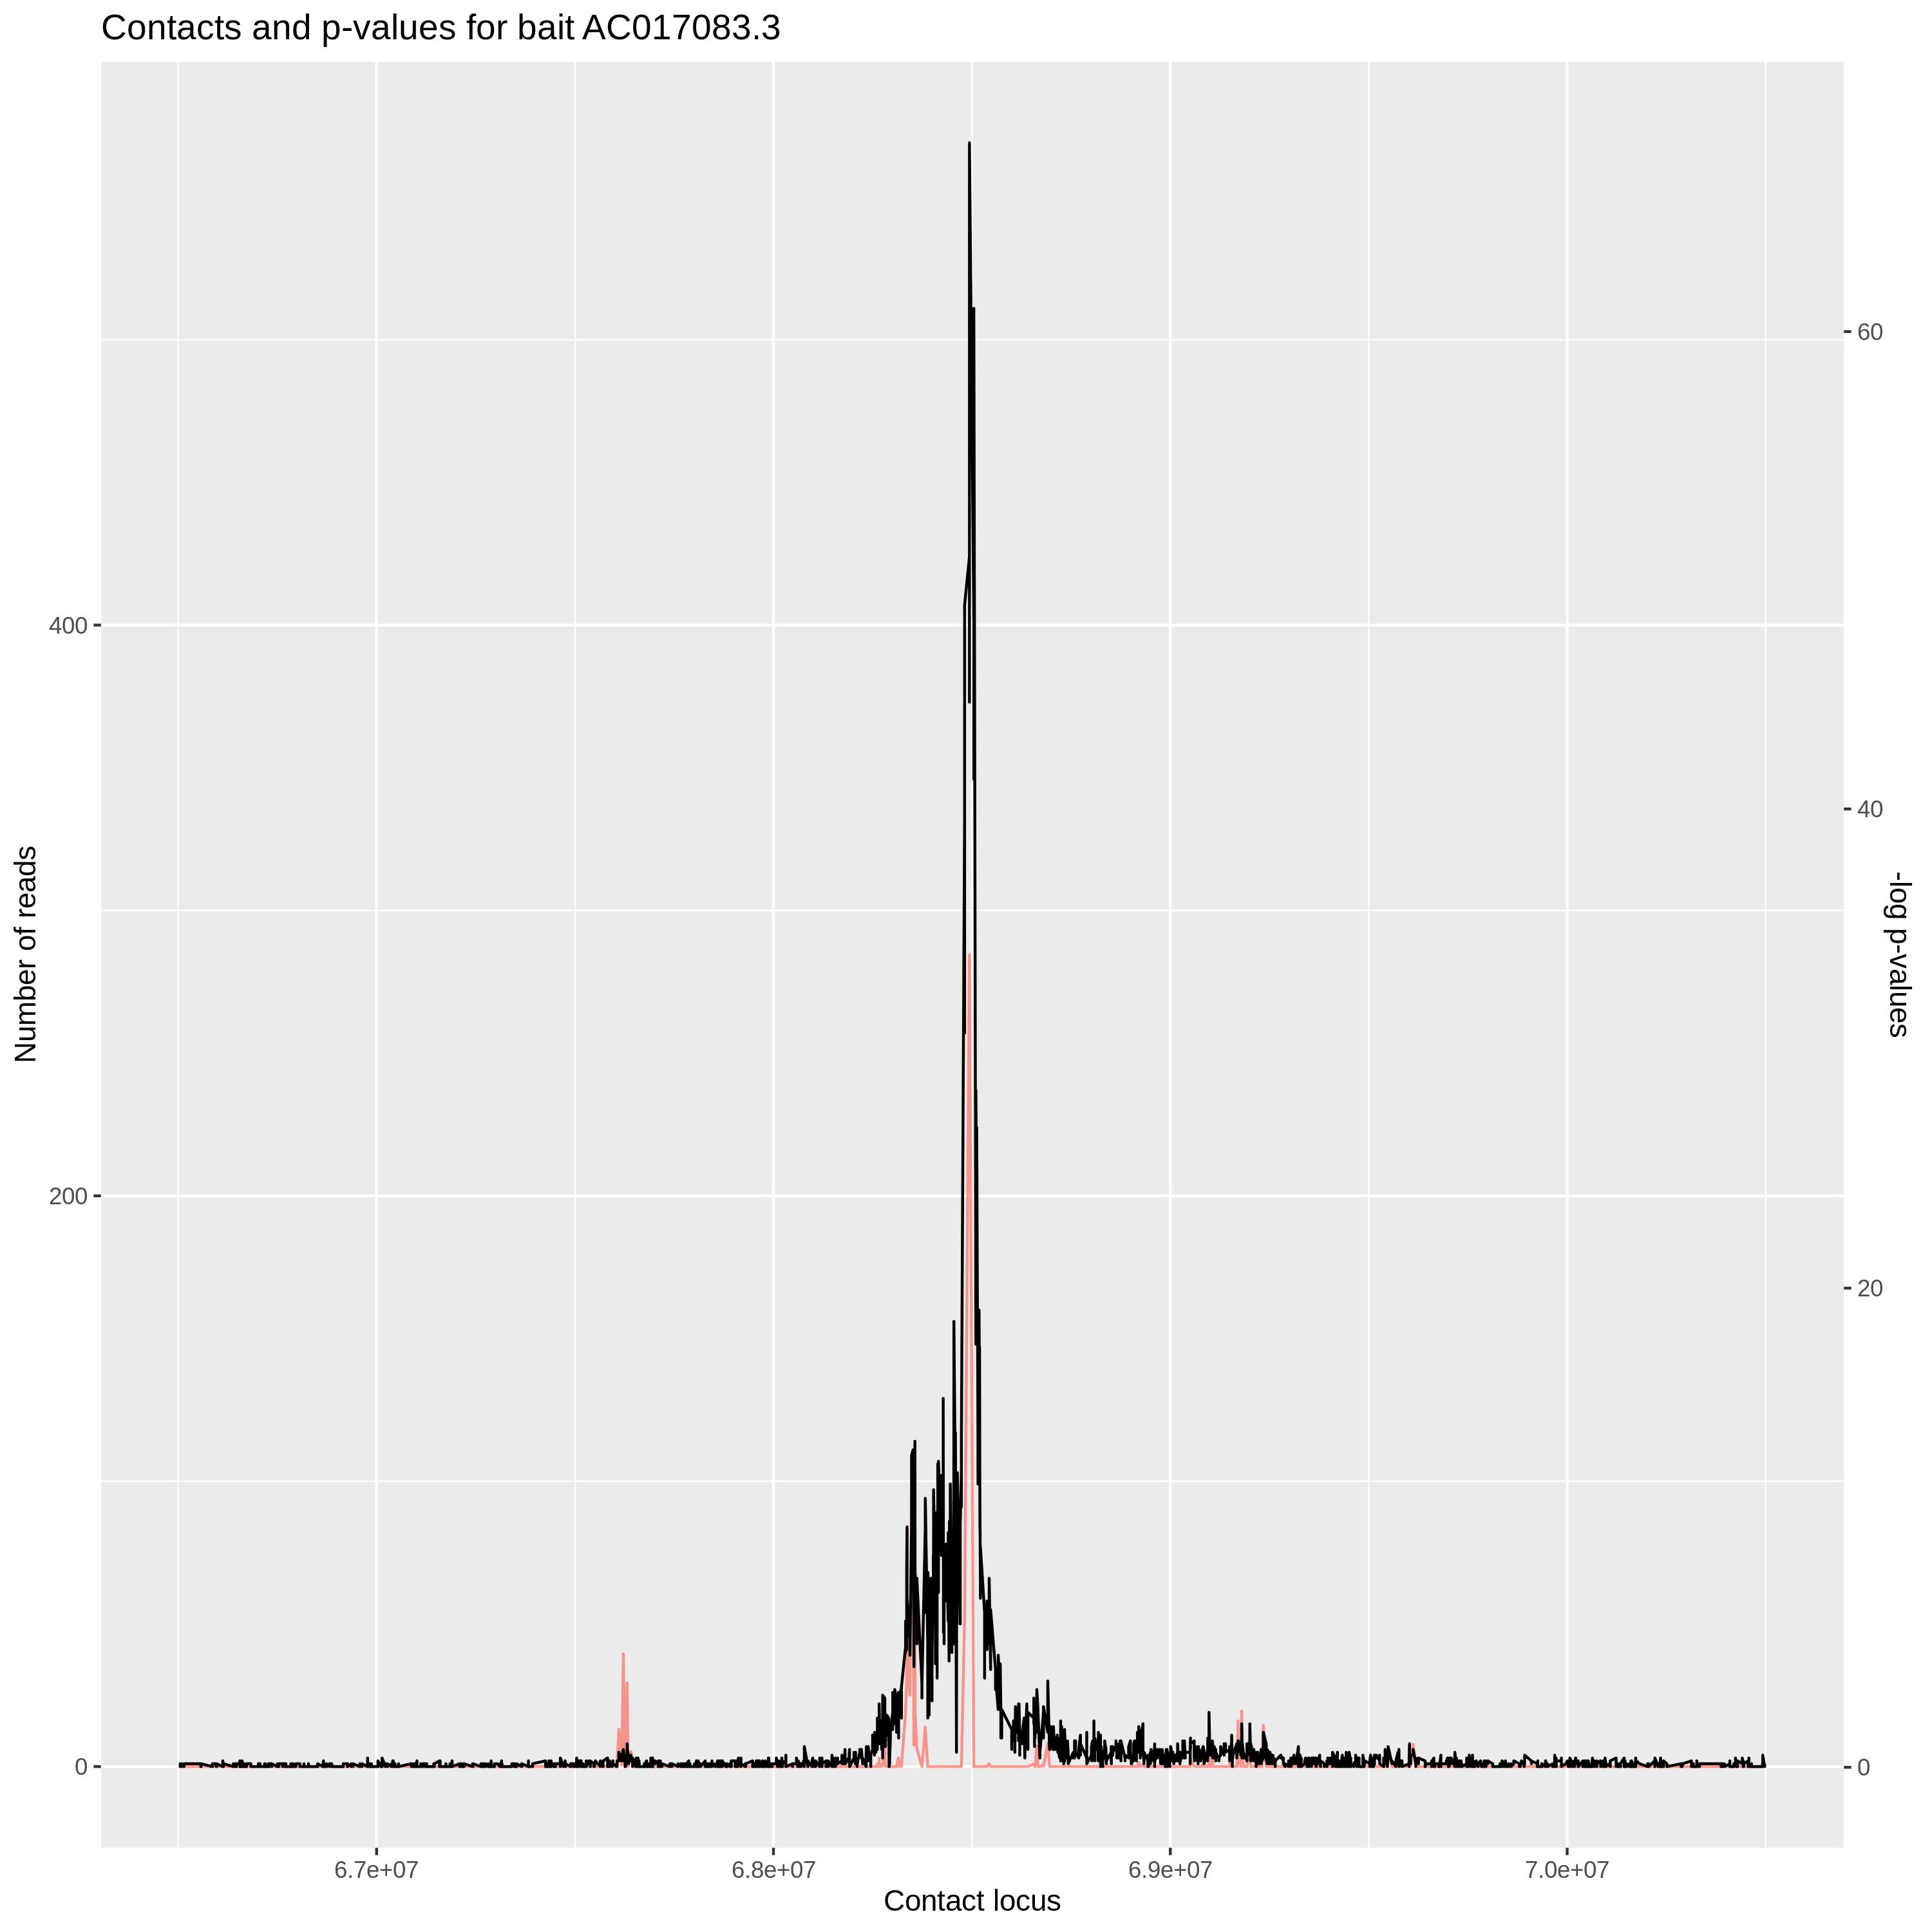 Contacts and p-values for bait AC017083.3
Number of reads
400
200
0
60
40
20
0
-log p-values
6.7e+07
6.8e+07
6.9e+07
7.0e+07
Contact locus